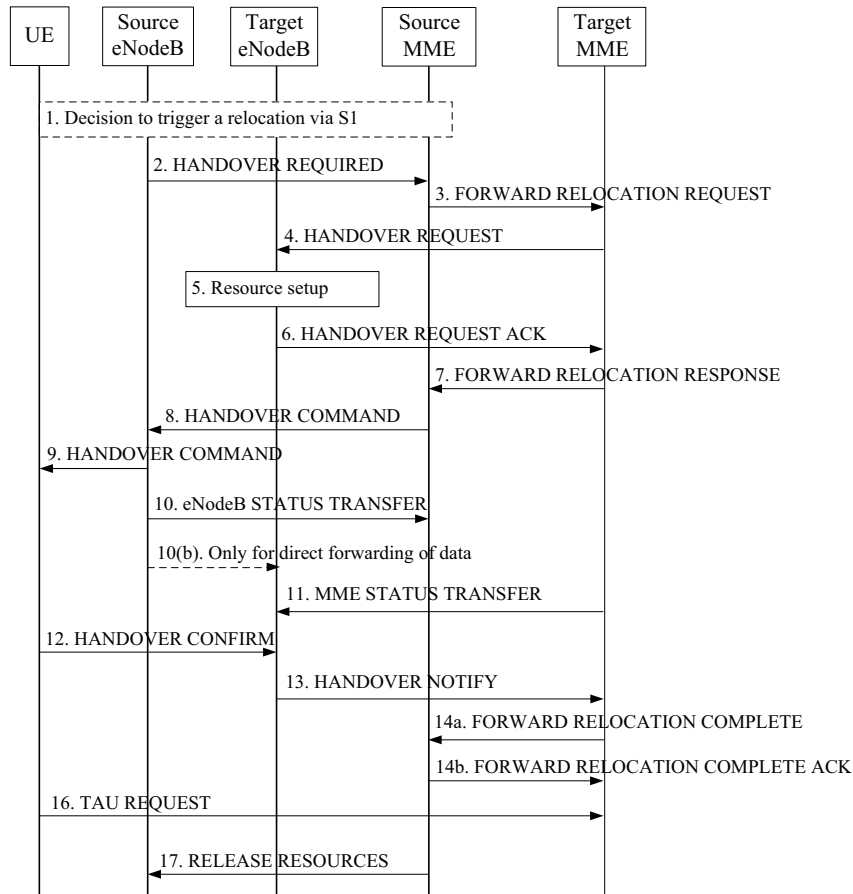 UE
Source
eNodeB
Target
eNodeB
Source
MME
Target
MME
1. Decision to trigger a relocation via S1
2. HANDOVER REQUIRED
3. FORWARD RELOCATION REQUEST
4. HANDOVER REQUEST
5. Resource setup
6. HANDOVER REQUEST ACK
7. FORWARD RELOCATION RESPONSE
8. HANDOVER COMMAND
9. HANDOVER COMMAND
10. eNodeB STATUS TRANSFER
10(b). Only for direct forwarding of data
11. MME STATUS TRANSFER
12. HANDOVER CONFIRM
13. HANDOVER NOTIFY
14a. FORWARD RELOCATION COMPLETE
14b. FORWARD RELOCATION COMPLETE ACK
16. TAU REQUEST
17. RELEASE RESOURCES